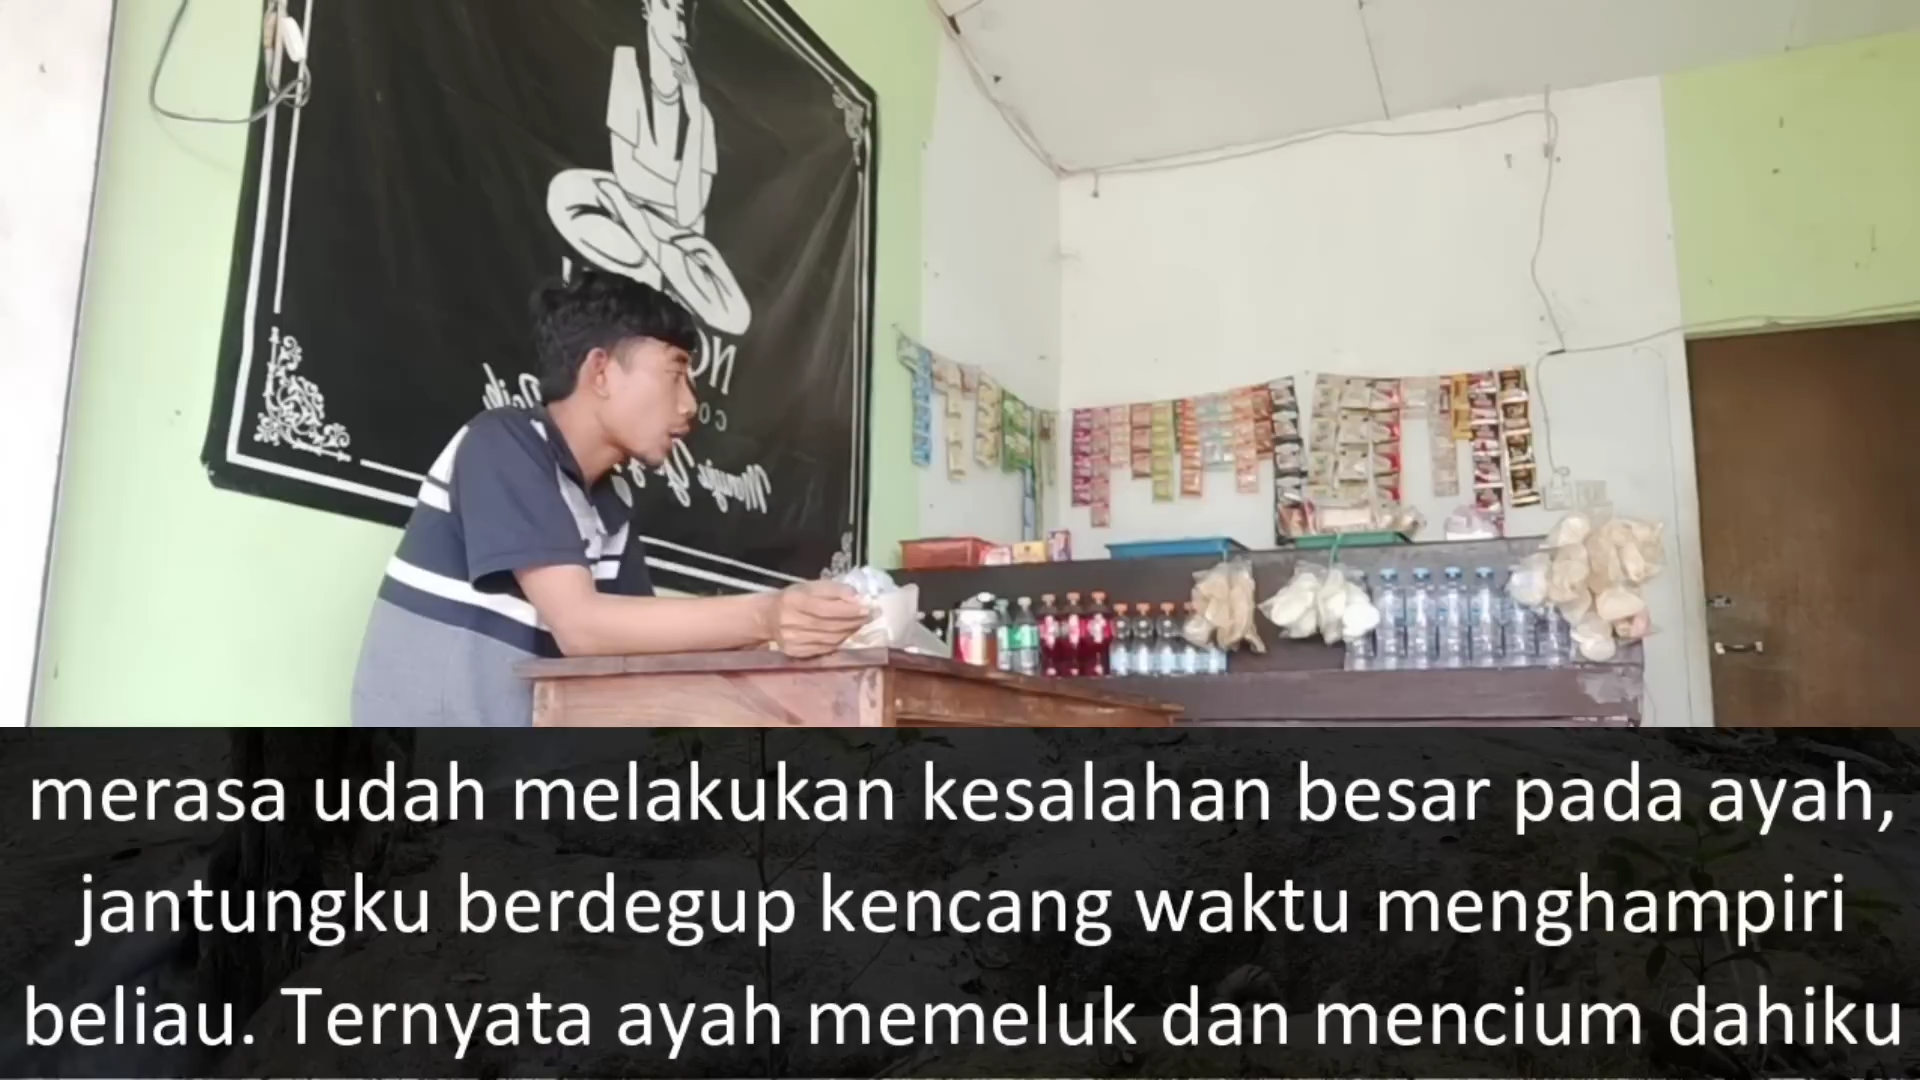 merasa udah melakukan kesalahan besar pada ayah,
jantungku berdegup kencang waktu menghampiri
beliau. Ternyata ayah memeluk dan mencium dahiku